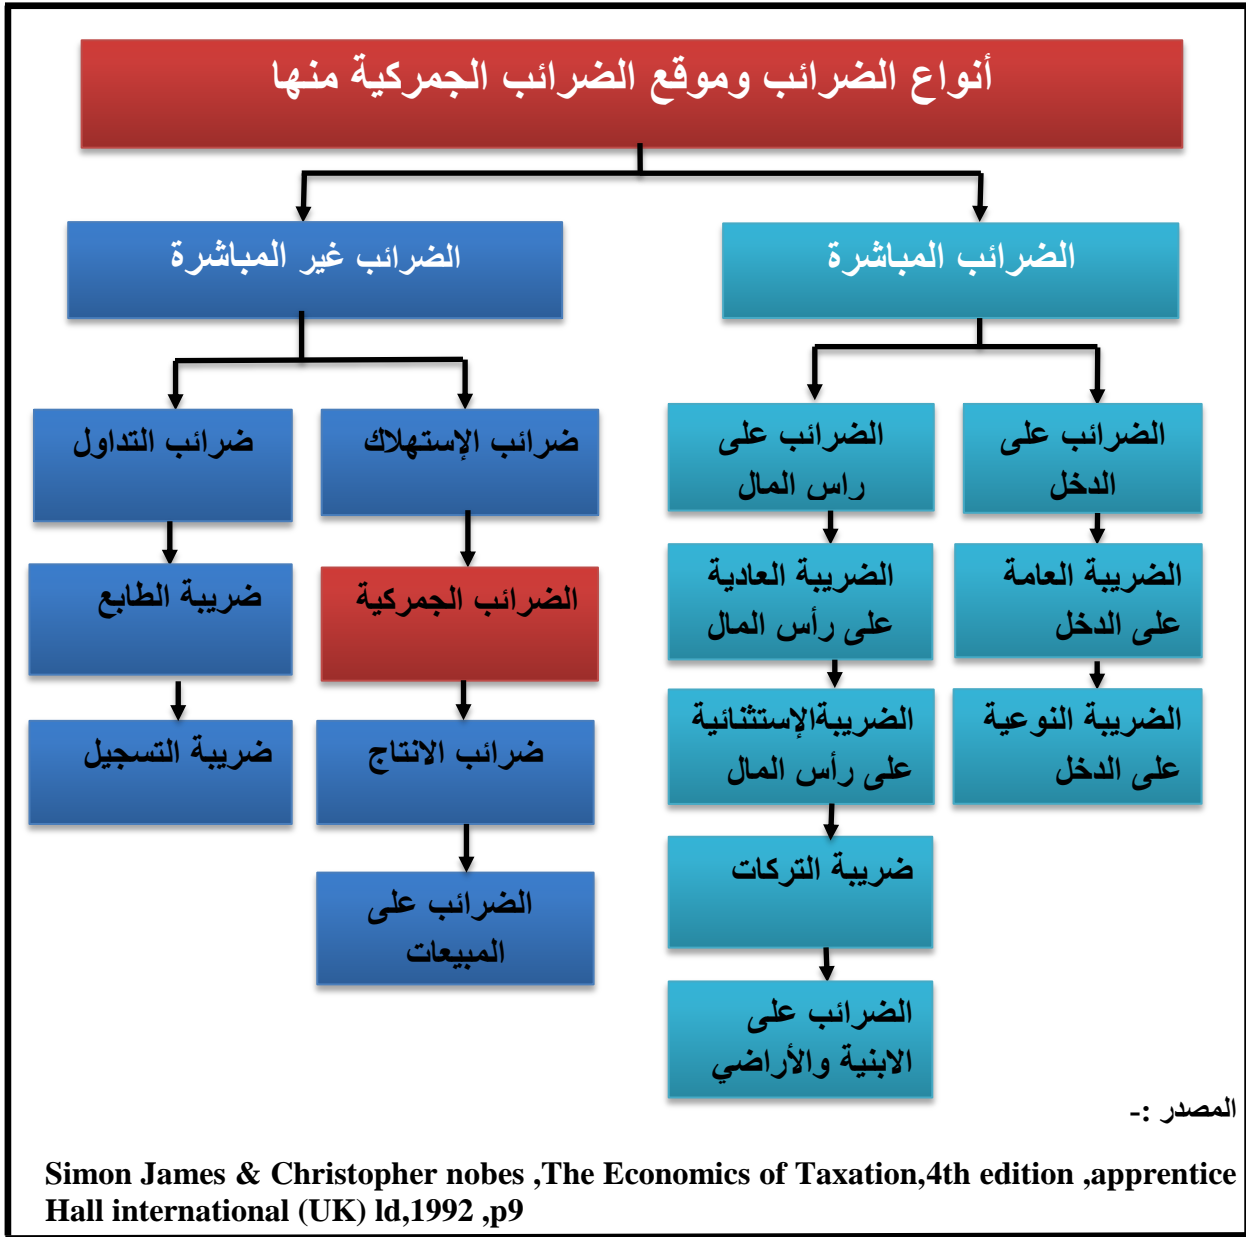 أنواع الضرائب وموقع الضرائب الجمركية منها
الضرائب المباشرة
الضرائب غير المباشرة
الضرائب على
الدخل
الضرائب على
راس المال
ضرائب الإستهلاك
ضرائب التداول
الضريبة العامة
على الدخل
الضريبة العادية
على رأس المال
الضرائب الجمركية
ضريبة الطابع
الضريبة النوعية
على الدخل
الضريبةالإستثنائية
على رأس المال
ضرائب الانتاج
ضريبة التسجيل
ضريبة التركات
الضرائب على
المبيعات
الضرائب على
الابنية والأراضي
المصدر :-
Simon James & Christopher nobes ,The Economics of Taxation,4th edition ,apprentice
Hall international (UK) ld,1992 ,p9